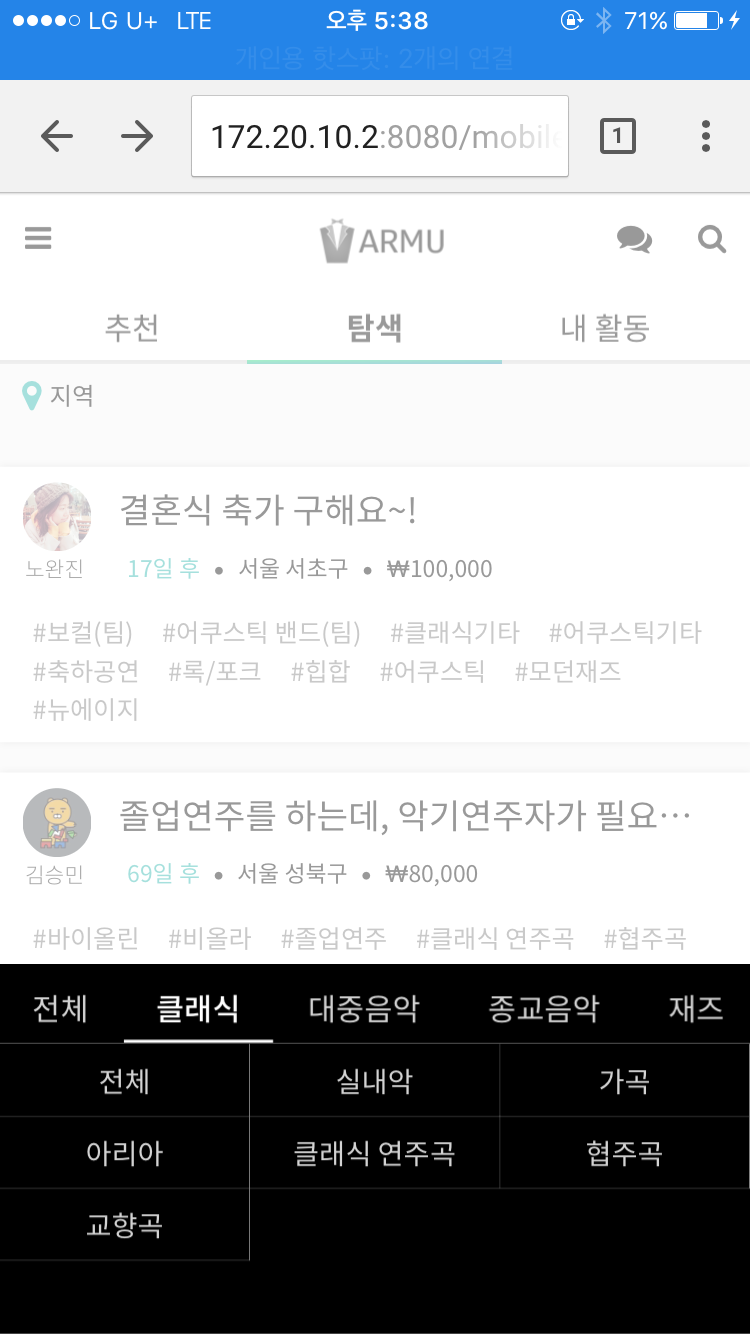 LG U+ LTE 오후 5:38 71%
개인용 핫스팟: 2개의 연결
172.20.10.2:8080/mobile
1
ARMU
추천 탐색 내 활동
지역
결혼식 축가 구해요~!
노완진 17일 후 • 서울 서초구 • ₩100,000
#보컬(팀) #어쿠스틱 밴드(팀) #클래식기타 #어쿠스틱기타
#축하공연 #록/포크 #힙합 #어쿠스틱 #모던재즈
#뉴에이지
졸업연주를 하는데, 악기연주자가 필요…
김승민 69일 후 • 서울 성북구 • ₩80,000
#바이올린 #비올라 #졸업연주 #클래식 연주곡 #협주곡
전체 클래식 대중음악 종교음악 재즈
전체 실내악 가곡
아리아 클래식 연주곡 협주곡
교향곡